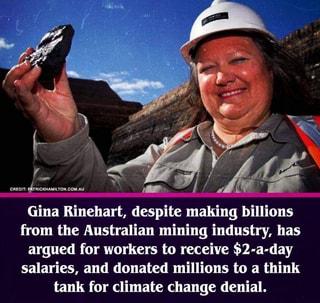 CREDIT: PATRICKHAMILTON.COM.AU
Gina Rinehart, despite making billions
from the Australian mining industry, has
argued for workers to receive $2-a-day
salaries, and donated millions to a think
tank for climate change denial.